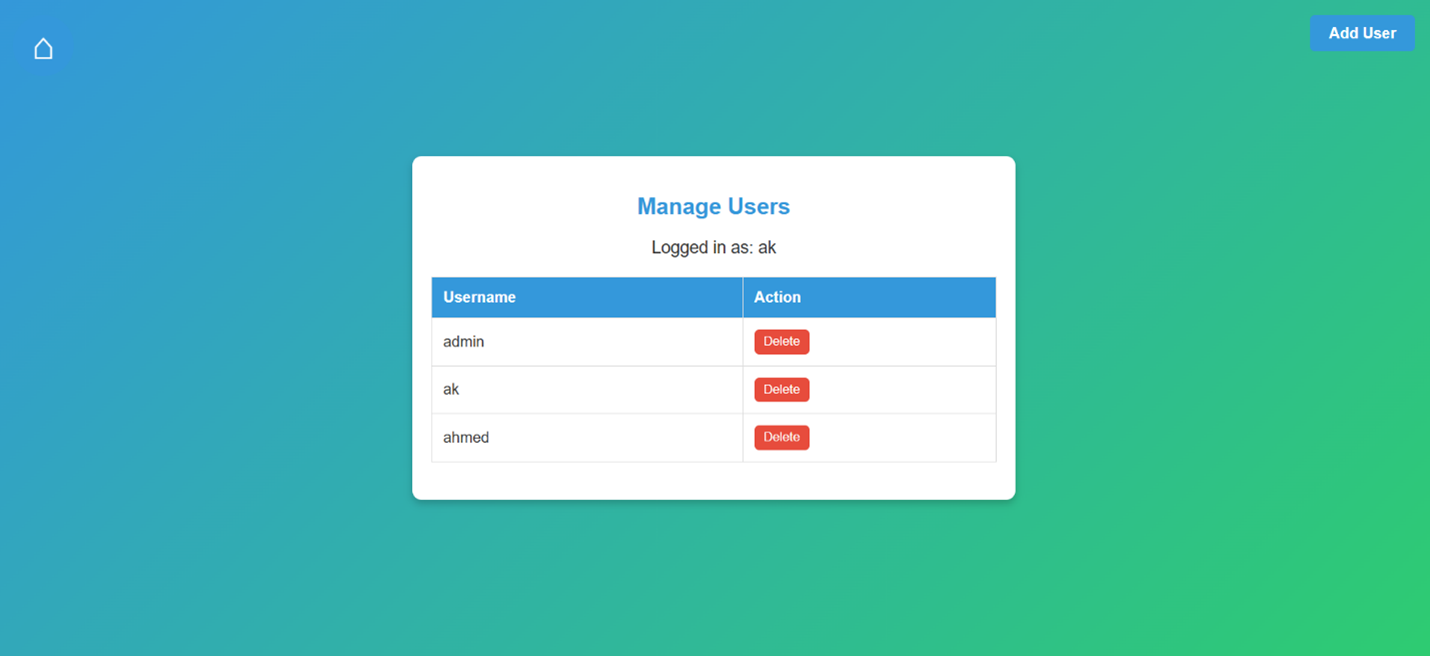 Add User
Manage Users
Logged in as: ak
Username Action
admin Delete
ak Delete
ahmed Delete